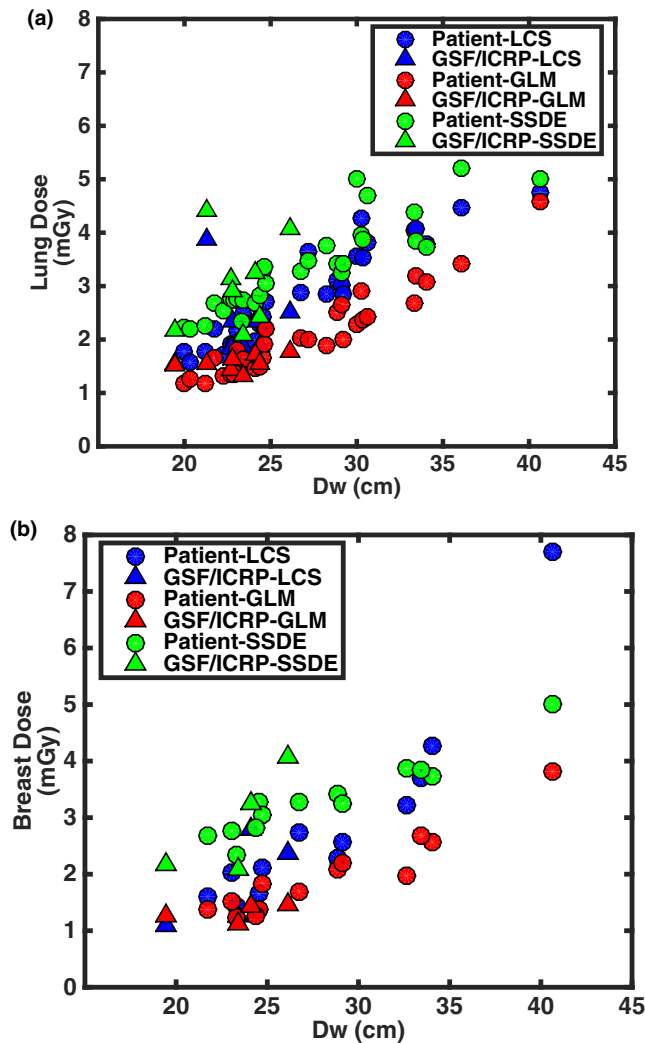 (a)
8
7
6
5
4
3
2
1
0
Lung Dose
(mGy)
Patient-LCS
GSF/ICRP-LCS
Patient-GLM
GSF/ICRP-GLM
Patient-SSDE
GSF/ICRP-SSDE
20 25 30 35 40 45
Dw (cm)
(b)
8
7
6
5
4
3
2
1
0
Breast Dose
(mGy)
Patient-LCS
GSF/ICRP-LCS
Patient-GLM
GSF/ICRP-GLM
Patient-SSDE
GSF/ICRP-SSDE
20 25 30 35 40 45
Dw (cm)